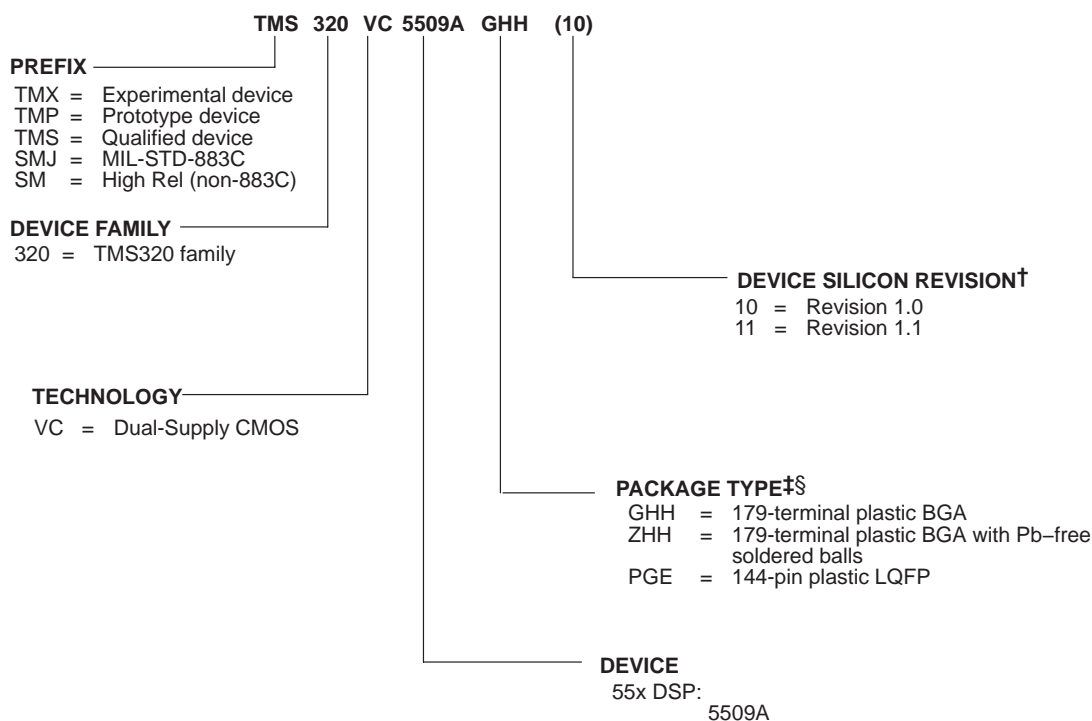 TMS 320 VC 5509A GHH (10)
PREFIX
TMX = Experimental device
TMP = Prototype device
TMS = Qualified device
SMJ = MIL-STD-883C
SM = High Rel (non-883C)
DEVICE FAMILY
320 = TMS320 family
DEVICE SILICON REVISION†
10 = Revision 1.0
11 = Revision 1.1
TECHNOLOGY
VC = Dual-Supply CMOS
PACKAGE TYPE‡§
GHH = 179-terminal plastic BGA
ZHH = 179-terminal plastic BGA with Pb−free
soldered balls
PGE = 144-pin plastic LQFP
DEVICE
55x DSP:
5509A